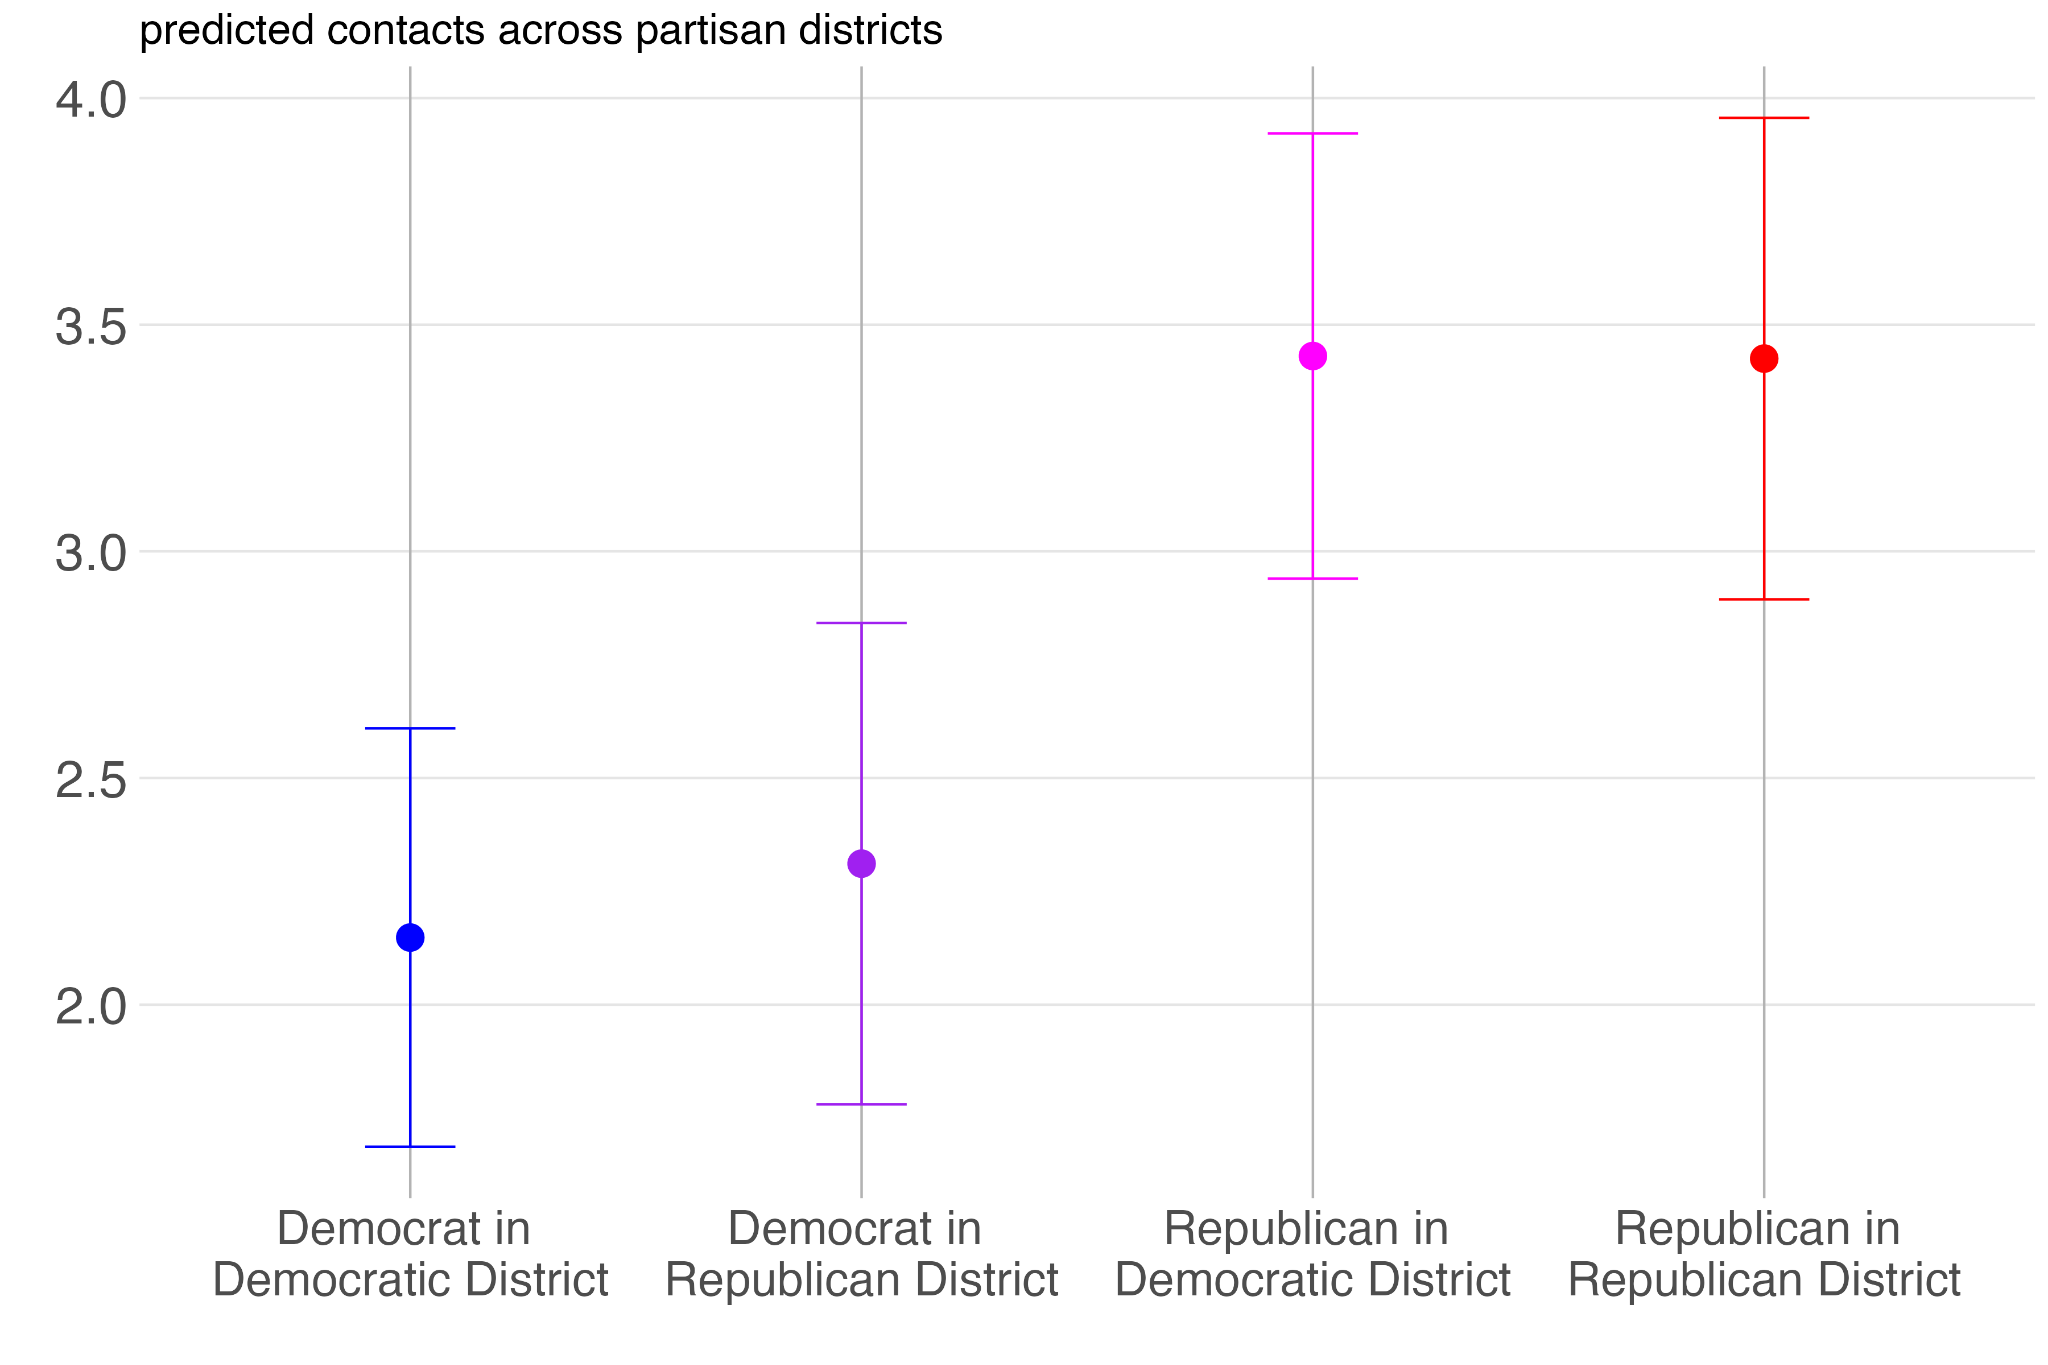 predicted contacts across partisan districts
4.0
3.5
3.0
2.5
2.0
Democrat in
Democratic District
Democrat in
Republican District
Republican in
Democratic District
Republican in
Republican District